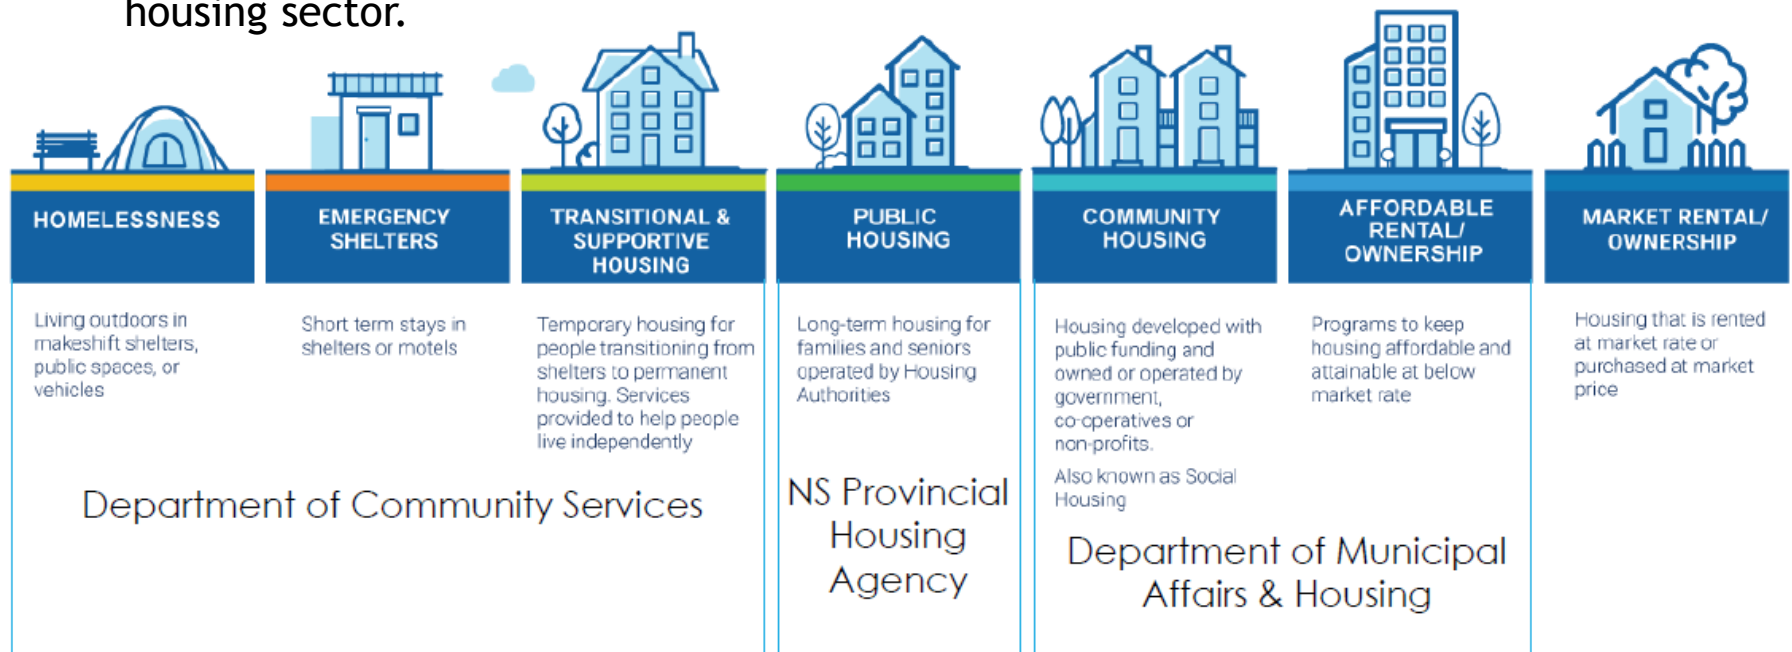 housing sector.
HOMELESSNESS
Living outdoors in
makeshift shelters,
public spaces, or
vehicles
EMERGENCY
SHELTERS
Short term stays in
shelters or motels
TRANSITIONAL &
SUPPORTIVE
HOUSING
Temporary housing for
people transitioning from
shelters to permanent
housing. Services
provided to help people
live independently
Department of Community Services
PUBLIC
HOUSING
Long-term housing for
families and seniors
operated by Housing
Authorities
NS Provincial
Housing
Agency
COMMUNITY
HOUSING
Housing developed with
public funding and
owned or operated by
government,
co-operatives or
non-profits.
Also known as Social
Housing
AFFORDABLE
RENTAL/
OWNERSHIP
Programs to keep
housing affordable and
attainable at below
market rate
Department of Municipal
Affairs & Housing
MARKET RENTAL/
OWNERSHIP
Housing that is rented
at market rate or
purchased at market
price